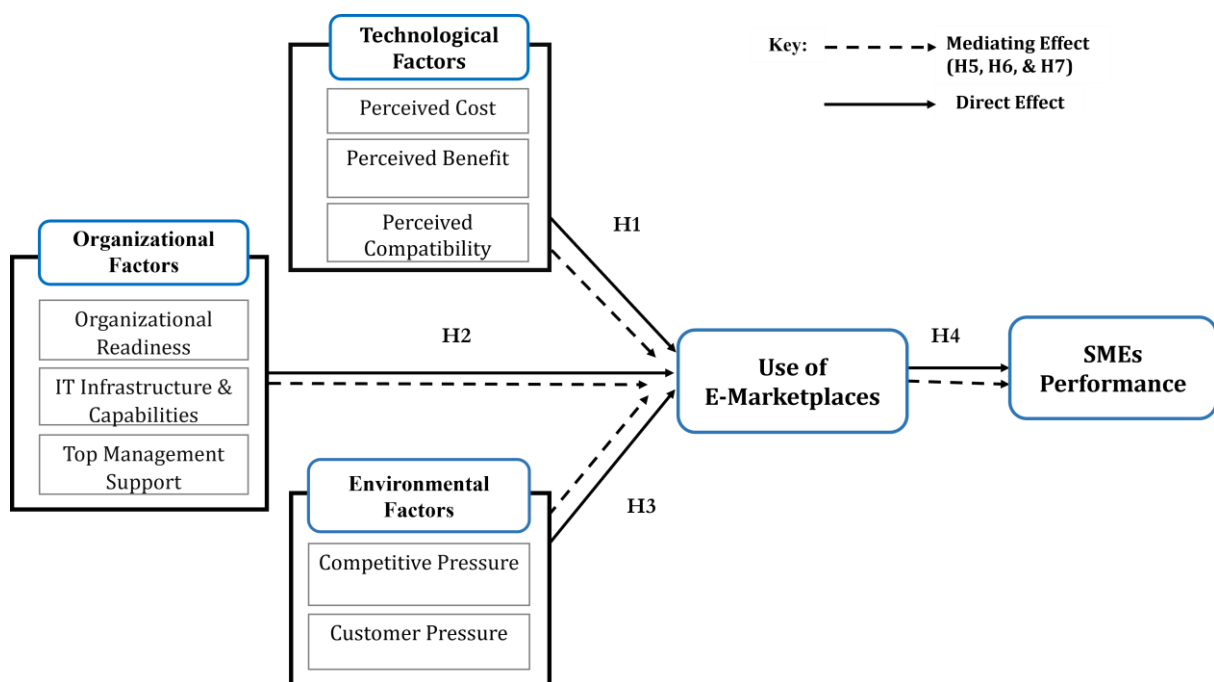 Technological
Factors
Perceived Cost
Perceived Benefit
Perceived
Compatibility
Key:
Mediating Effect
(H5, H6, & H7)
Direct Effect
Organizational
Factors
Organizational
Readiness
IT Infrastructure &
Capabilities
Top Management
Support
H1
H2
H3
Environmental
Factors
Competitive Pressure
Customer Pressure
Use of
E-Marketplaces
H4
SMEs
Performance